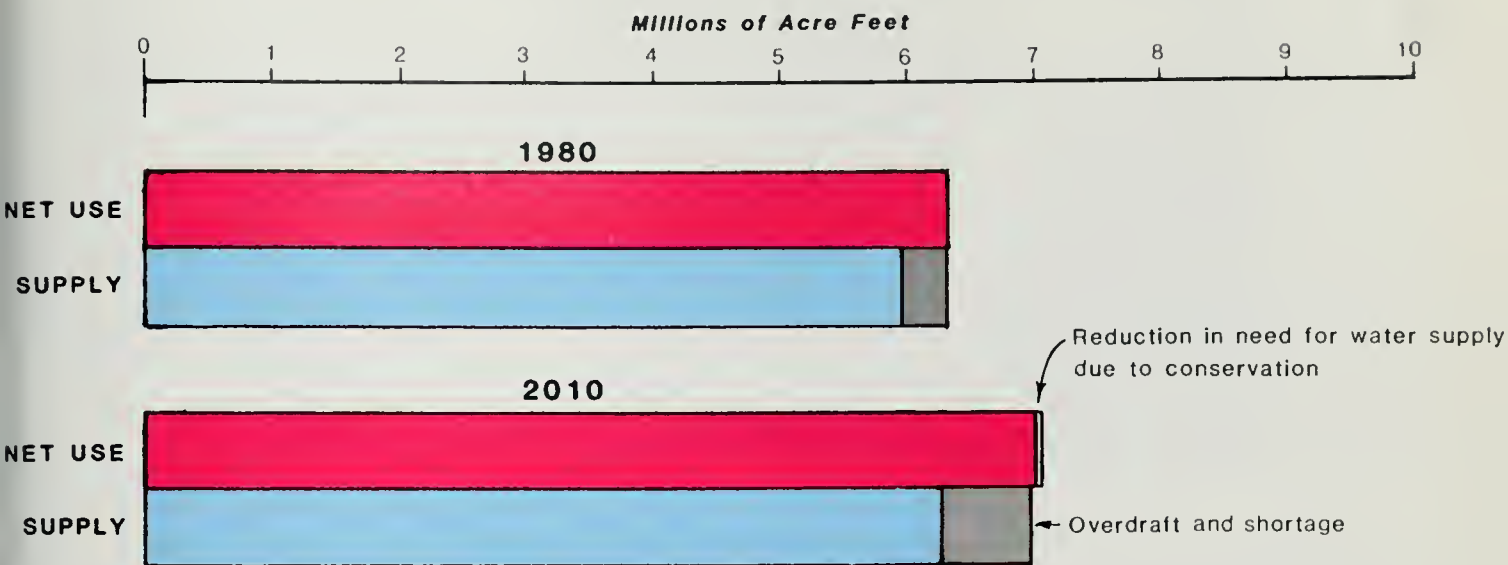 Millions of Acre Feet
0 1 2 3 4 5 6 7 8 9 10
1980
NET USE
SUPPLY
Reduction in need for water supply
due to conservation
2010
NET USE
SUPPLY
Overdraft and shortage